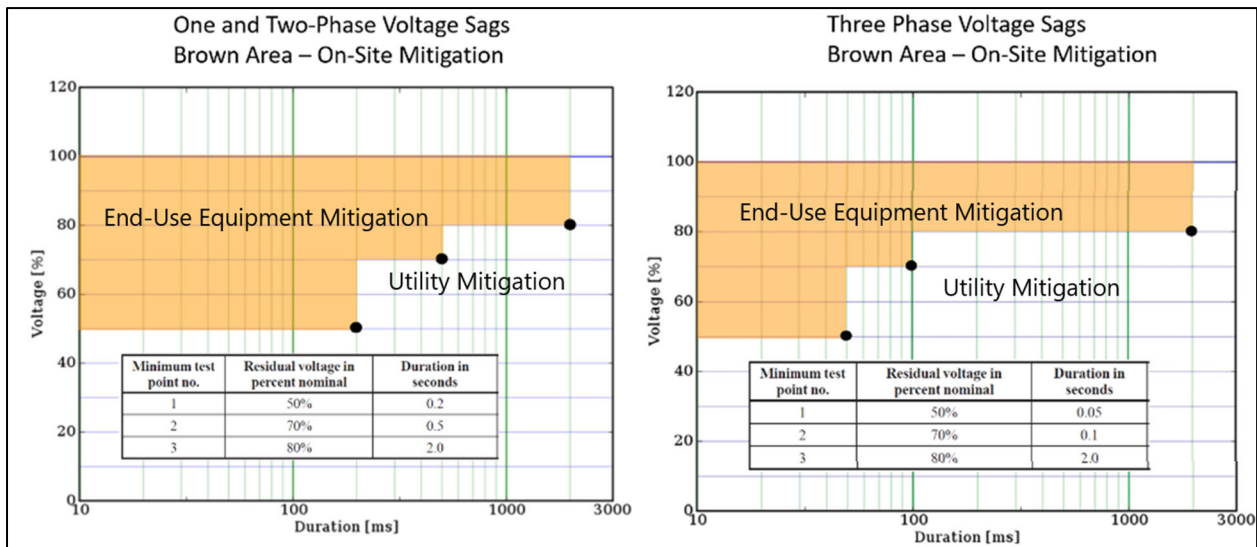 One and Two-Phase Voltage Sags
Brown Area – On-Site Mitigation
120
100
80
60
40
20
0
Voltage [%]
End-Use Equipment Mitigation
Utility Mitigation
Minimum test point no. Residual voltage in percent nominal Duration in seconds
1 50% 0.2
2 70% 0.5
3 80% 2.0
10 100 1000 3000
Duration [ms]
Three Phase Voltage Sags
Brown Area – On-Site Mitigation
120
100
80
60
40
20
0
Voltage [%]
End-Use Equipment Mitigation
Utility Mitigation
Minimum test point no. Residual voltage in percent nominal Duration in seconds
1 50% 0.05
2 70% 0.1
3 80% 2.0
10 100 1000 3000
Duration [ms]